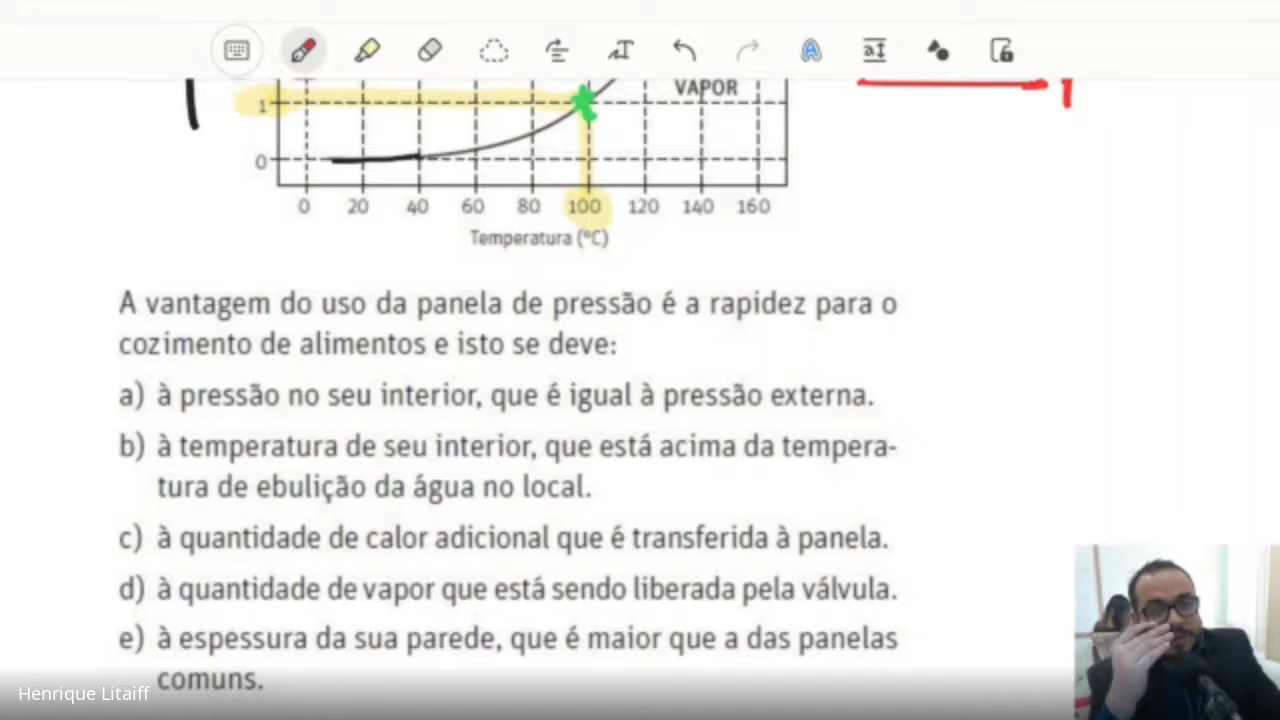 VAPOR
1
0
0 20 40 60 80 100 120 140 160
Temperatura (°C)
A vantagem do uso da panela de pressão é a rapidez para o
cozimento de alimentos e isto se deve:
a) à pressão no seu interior, que é igual à pressão externa.
b) à temperatura de seu interior, que está acima da tempera-
tura de ebulição da água no local.
c) à quantidade de calor adicional que é transferida à panela.
d) à quantidade de vapor que está sendo liberada pela válvula.
e) à espessura da sua parede, que é maior que a das panelas
comuns.
Henrique Litaiff